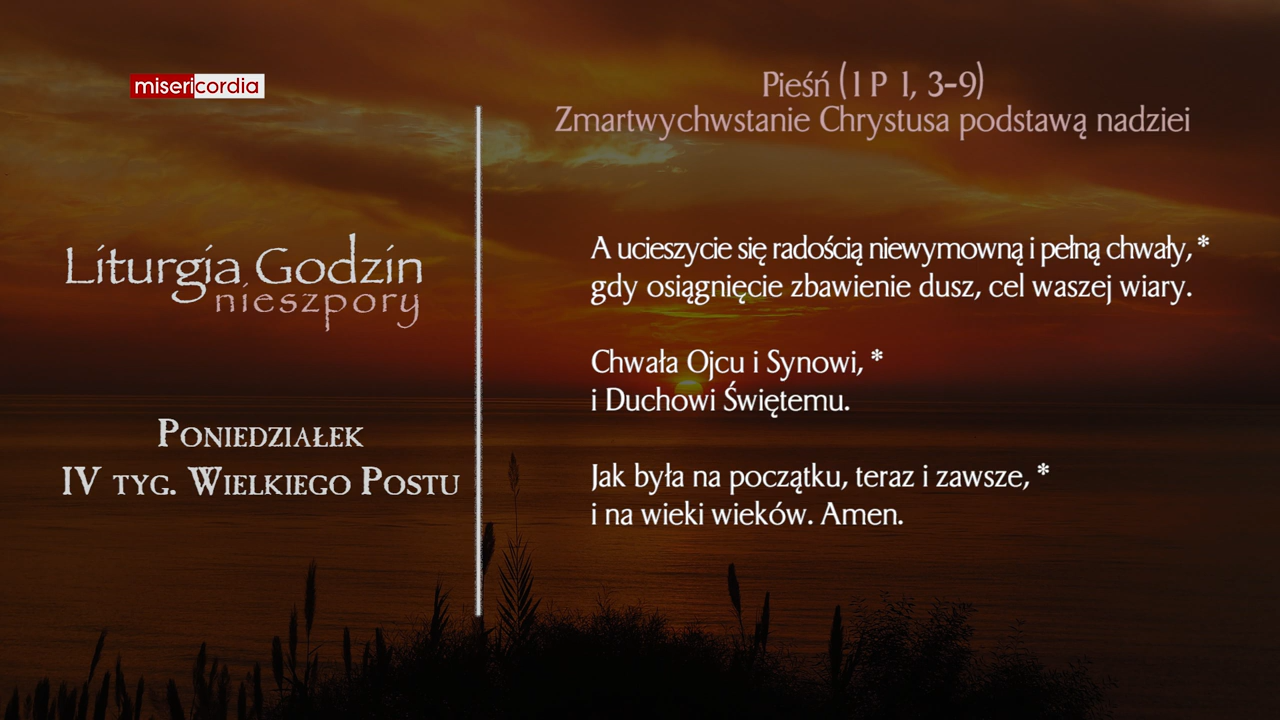 misericordia
Liturgia Godzin
nieszpory
Poniedziałek
IV tyg. Wielkiego Postu
Pieśń (1 P 1, 3-9)
Zmartwychwstanie Chrystusa podstawą nadziei
A ucieszycie się radością niewymowną i pełną chwały, *
gdy osiągnięcie zbawienie dusz, cel waszej wiary.
Chwała Ojcu i Synowi, *
i Duchowi Świętemu.
Jak była na początku, teraz i zawsze, *
i na wieki wieków. Amen.